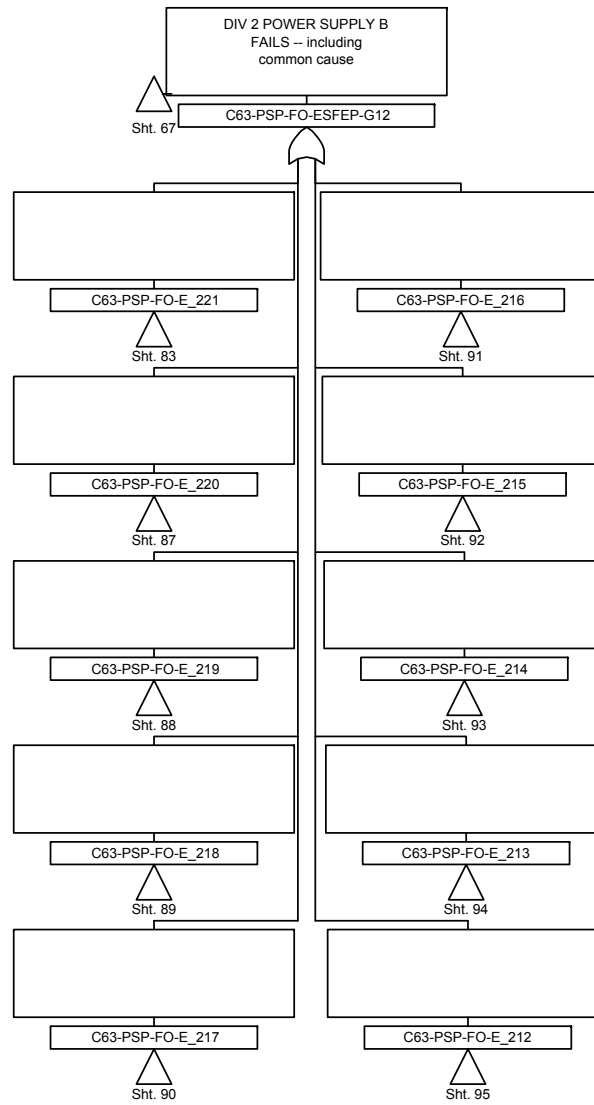 DIV 2 POWER SUPPLY B
FAILS -- including
common cause
Sht. 67
C63-PSP-FO-ESFEP-G12
C63-PSP-FO-E_221
Sht. 83
C63-PSP-FO-E_216
Sht. 91
C63-PSP-FO-E_220
Sht. 87
C63-PSP-FO-E_215
Sht. 92
C63-PSP-FO-E_219
Sht. 88
C63-PSP-FO-E_214
Sht. 93
C63-PSP-FO-E_218
Sht. 89
C63-PSP-FO-E_213
Sht. 94
C63-PSP-FO-E_217
Sht. 90
C63-PSP-FO-E_212
Sht. 95